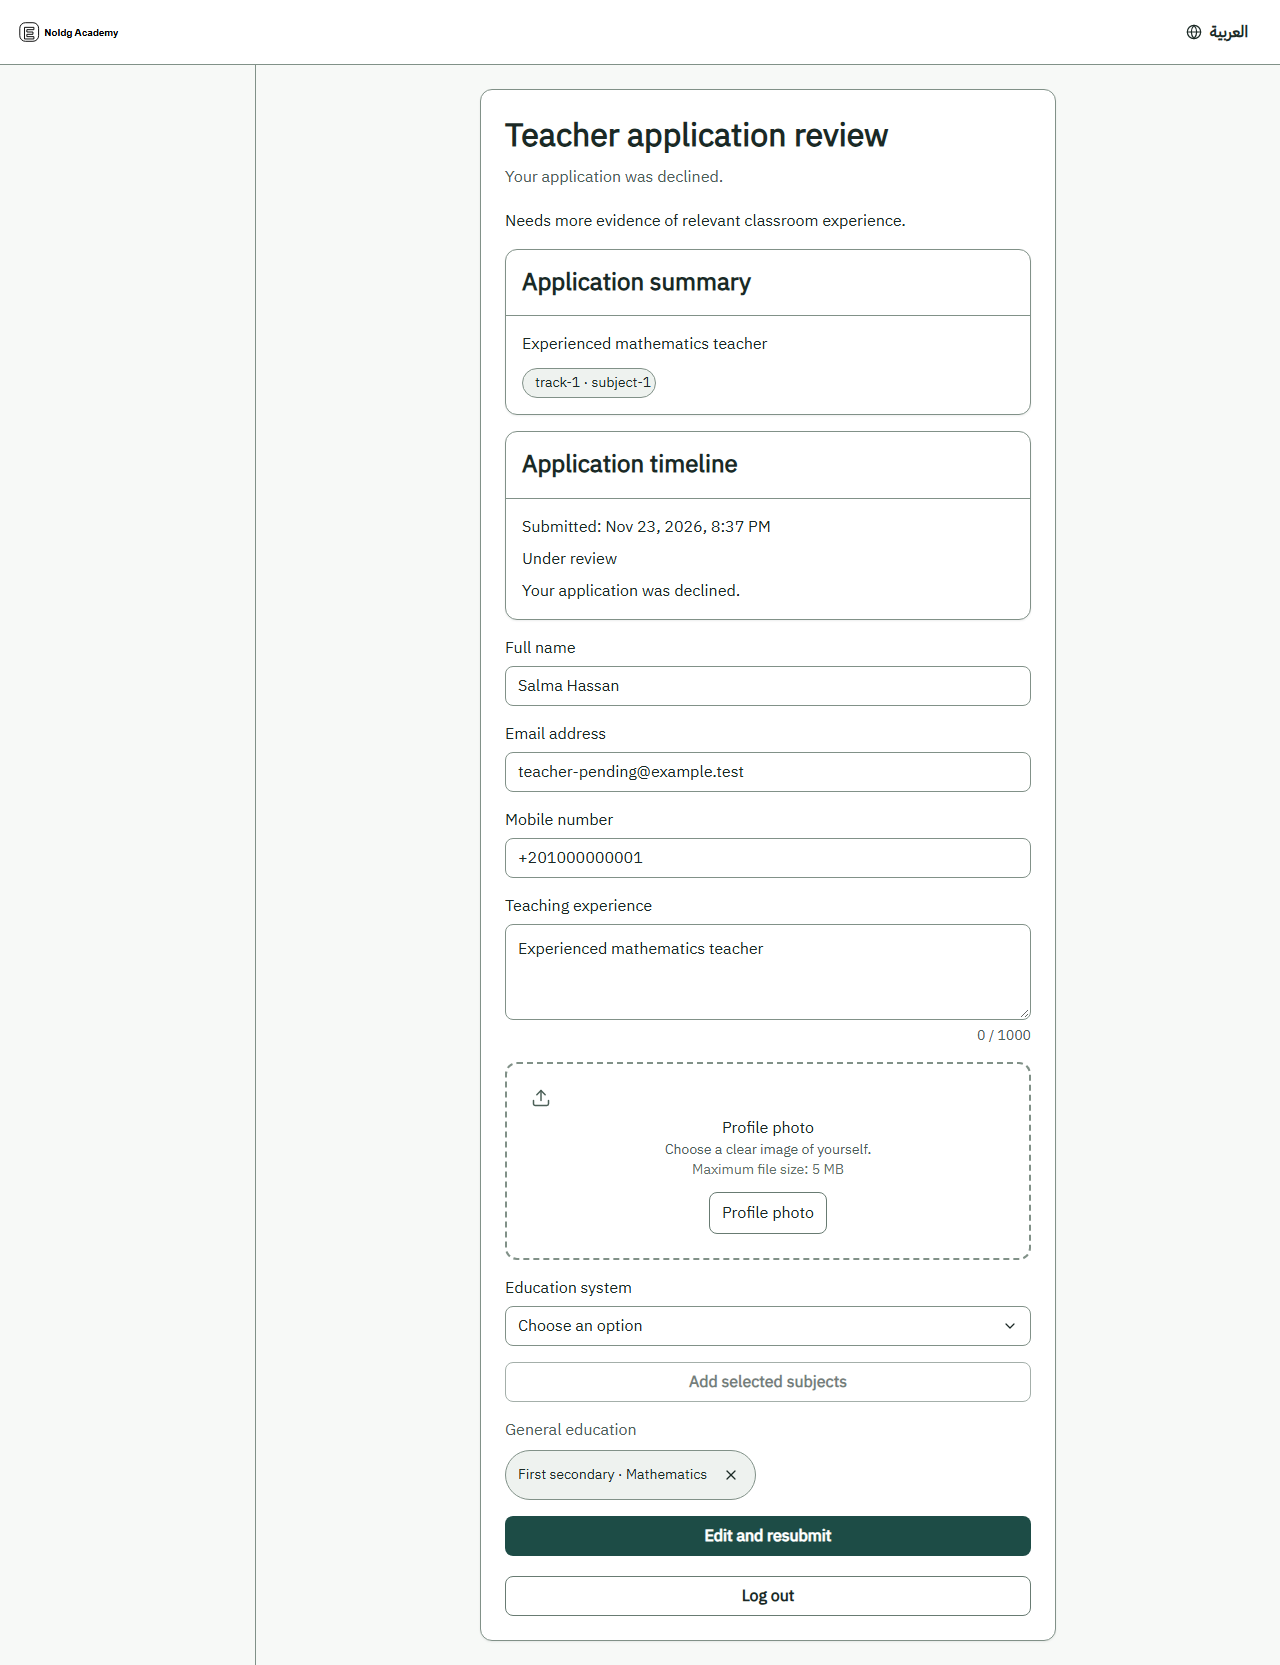 Noldg Academy
العربية
Teacher application review
Your application was declined.
Needs more evidence of relevant classroom experience.
Application summary
Experienced mathematics teacher
track-1 · subject-1
Application timeline
Submitted: Nov 23, 2026, 8:37 PM
Under review
Your application was declined.
Full name
Salma Hassan
Email address
teacher-pending@example.test
Mobile number
+201000000001
Teaching experience
Experienced mathematics teacher
0 / 1000
Profile photo
Choose a clear image of yourself.
Maximum file size: 5 MB
Profile photo
Education system
Choose an option
Add selected subjects
General education
First secondary · Mathematics
Edit and resubmit
Log out